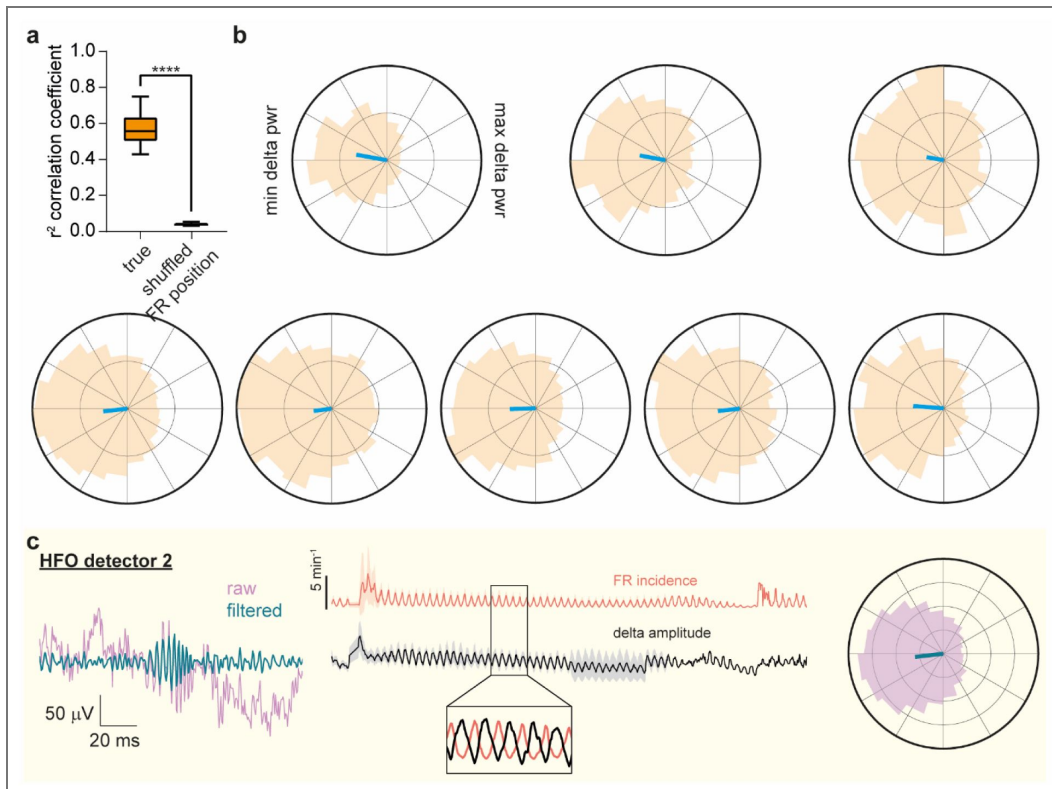 a
r² correlation coefficient
1.0
0.8
0.6
0.4
0.2
0.0
****
true
shuffled
FR position
b
min delta pwr
max delta pwr
c
HFO detector 2
raw
filtered
50 μV
20 ms
5 min⁻¹
FR incidence
delta amplitude